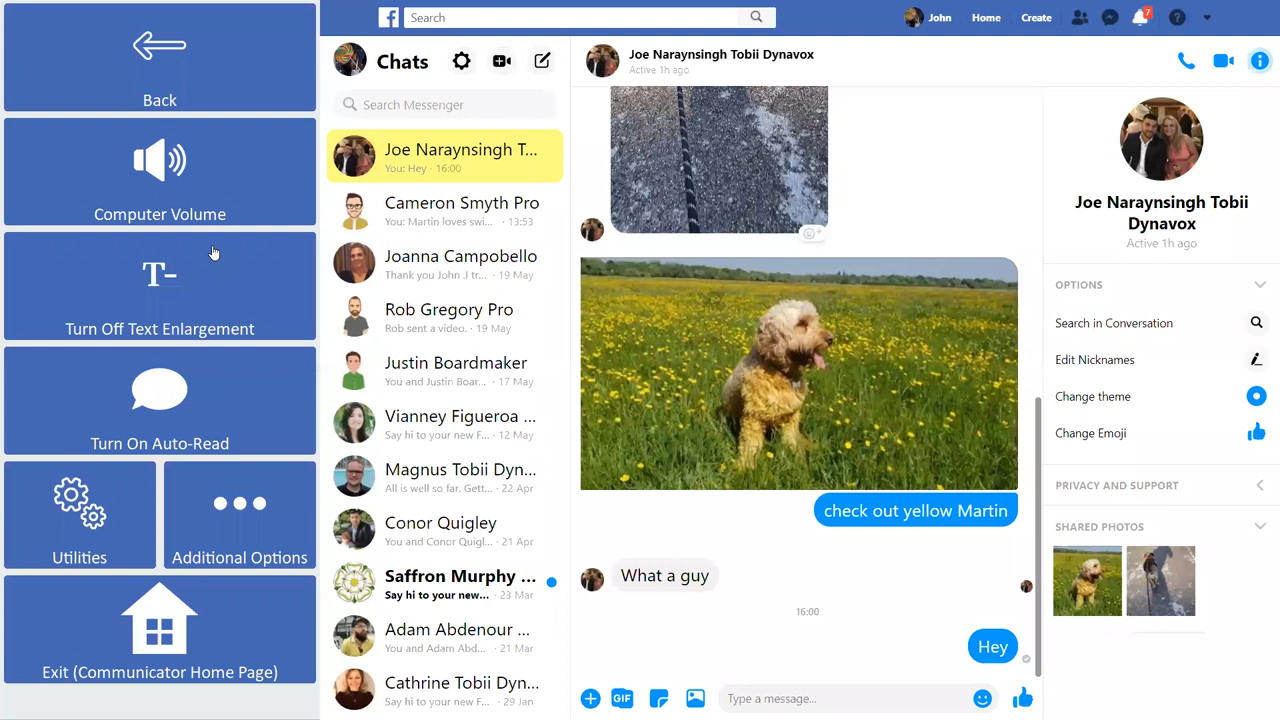 Back
Computer Volume
T-
Turn Off Text Enlargement
Turn On Auto-Read
Utilities
Additional Options
Exit (Communicator Home Page)
f
Search
John
Home
Create
7
?
Chats
Search Messenger
Joe Naraynsingh T...
You: Hey · 16:00
Cameron Smyth Pro
You: Martin loves swi... · 13:53
Joanna Campobello
Thank you John .I tr... · 19 May
Rob Gregory Pro
Rob sent a video. · 19 May
Justin Boardmaker
You and Justin Boar... · 17 May
Vianney Figueroa ...
Say hi to your new F... · 12 May
Magnus Tobii Dyn...
All is well so far. Gett... · 22 Apr
Conor Quigley
You and Conor Quigl... · 21 Apr
Saffron Murphy ...
Say hi to your new... · 23 Mar
Adam Abdenour ...
You and Adam Abd... · 21 Mar
Cathrine Tobii Dyn...
Say hi to your new F... · 29 Jan
Joe Naraynsingh Tobii Dynavox
Active 1h ago
check out yellow Martin
What a guy
16:00
Hey
GIF
Type a message...
Joe Naraynsingh Tobii
Dynavox
Active 1h ago
OPTIONS
Search in Conversation
Edit Nicknames
Change theme
Change Emoji
PRIVACY AND SUPPORT
SHARED PHOTOS